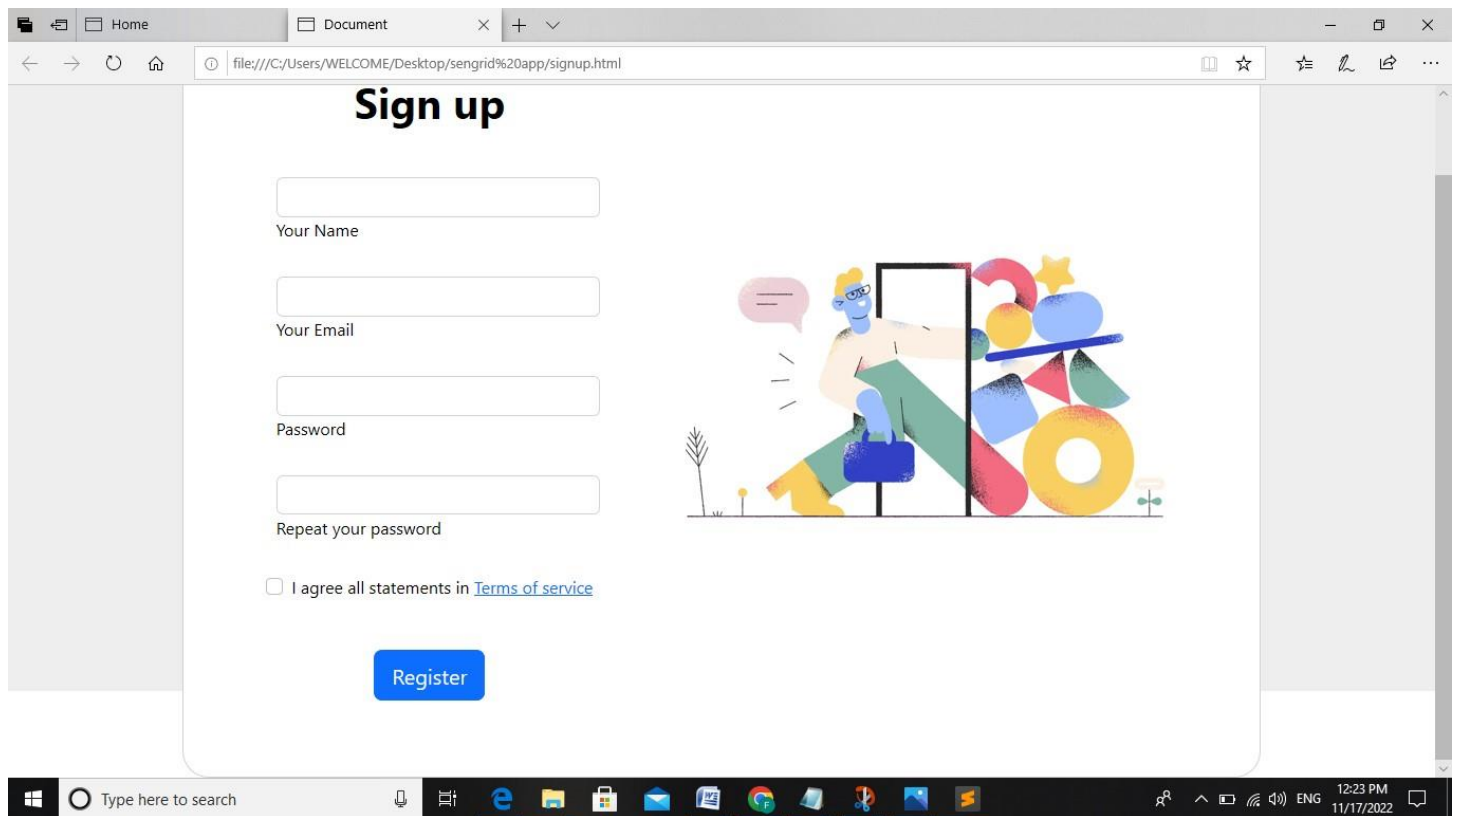 Home
Document
file:///C:/Users/WELCOME/Desktop/sengrid%20app/signup.html
Sign up
Your Name
Your Email
Password
Repeat your password
I agree all statements in Terms of service
Register
Type here to search
ENG
12:23 PM
11/17/2022